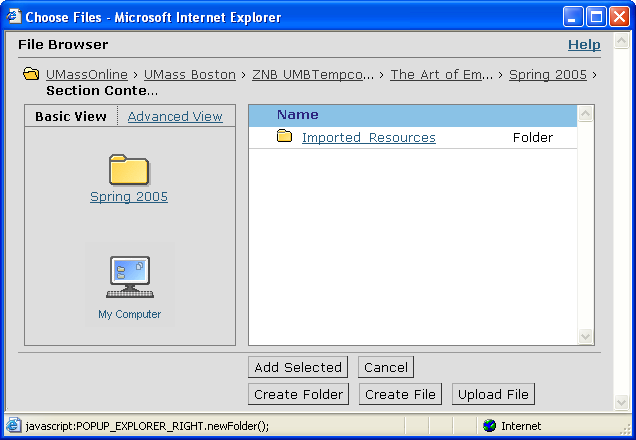 Choose Files - Microsoft Internet Explorer
File Browser
Help
UMassOnline › UMass Boston › ZNB UMBTempco... › The Art of Em... › Spring 2005 ›
Section Conte...
Basic View
Advanced View
Spring 2005
My Computer
Name
Imported_Resources
Folder
Add Selected
Cancel
Create Folder
Create File
Upload File
javascript:POPUP_EXPLORER_RIGHT.newFolder();
Internet